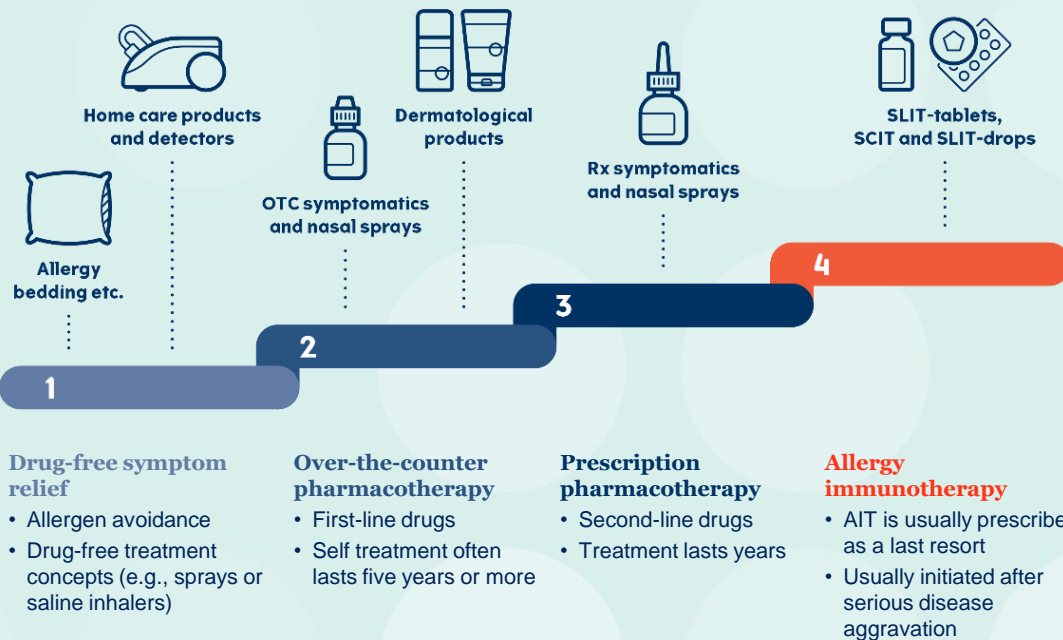 Home care products
and detectors
Dermatological
products
SLIT-tablets,
SCIT and SLIT-drops
Rx symptomatics
and nasal sprays
OTC symptomatics
and nasal sprays
Allergy
bedding etc.
1
2
3
4
Drug-free symptom
relief
• Allergen avoidance
• Drug-free treatment
concepts (e.g., sprays or
saline inhalers)
Over-the-counter
pharmacotherapy
• First-line drugs
• Self treatment often
lasts five years or more
Prescription
pharmacotherapy
• Second-line drugs
• Treatment lasts years
Allergy
immunotherapy
• AIT is usually prescribe
as a last resort
• Usually initiated after
serious disease
aggravation